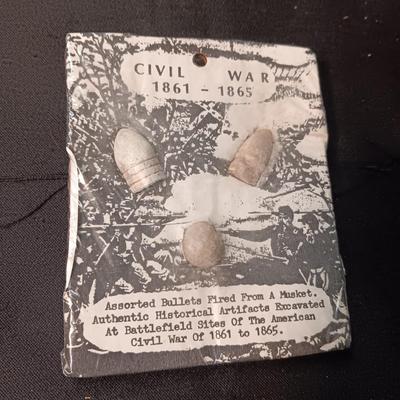 CIVIL WAR
1861 - 1865
Assorted Bullets Fired From A Musket.
Authentic Historical Artifacts Excavated
At Battlefield Sites Of The American
Civil War Of 1861 to 1865.